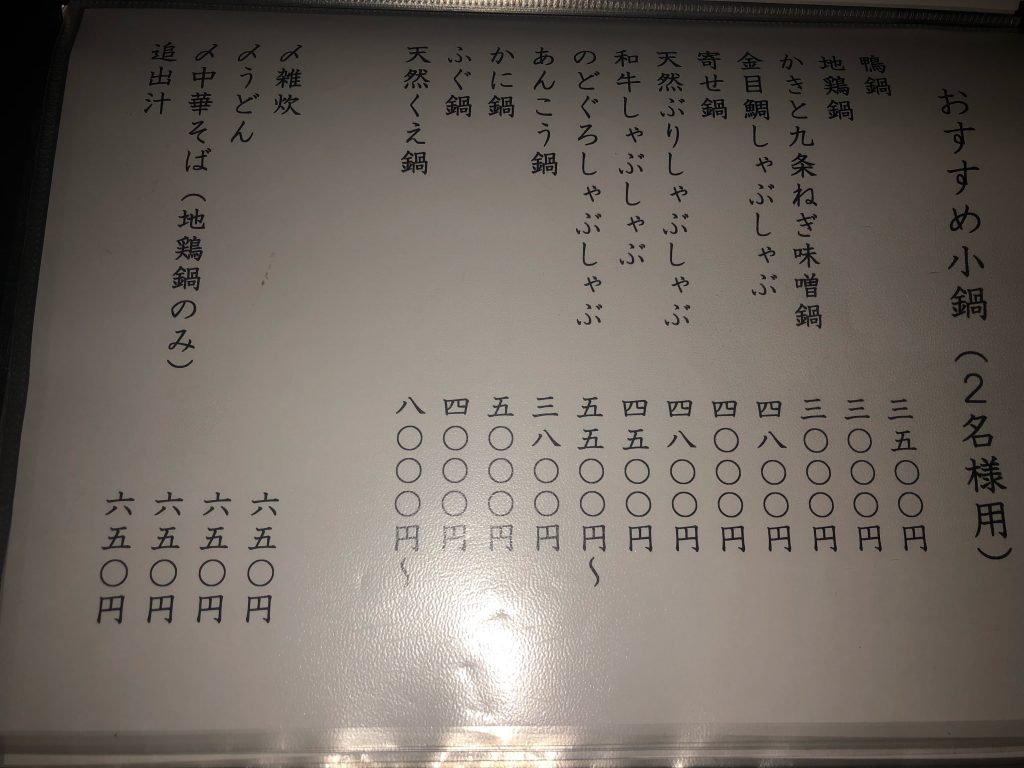 おすすめ小鍋（2名様用）
鴨鍋 三五〇〇円
地鶏鍋 三〇〇〇円
かきと九条ねぎ味噌鍋 三〇〇〇円
金目鯛しゃぶしゃぶ 四八〇〇円
寄せ鍋 四〇〇〇円
天然ぶりしゃぶしゃぶ 四八〇〇円
和牛しゃぶしゃぶ 四五〇〇円
のどぐろしゃぶしゃぶ 五五〇〇円〜
あんこう鍋 三八〇〇円
かに鍋 五〇〇〇円
ふぐ鍋 四〇〇〇円
天然くえ鍋 八〇〇〇円〜
〆雑炊 六五〇円
〆うどん 六五〇円
〆中華そば（地鶏鍋のみ） 六五〇円
追出汁 六五〇円